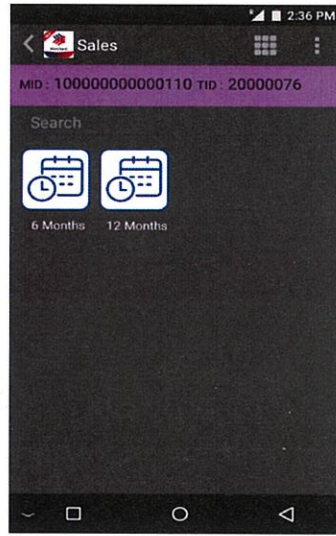 2:36 PM
Sales
MID : 100000000000110 TID : 20000076
Search
6 Months 12 Months